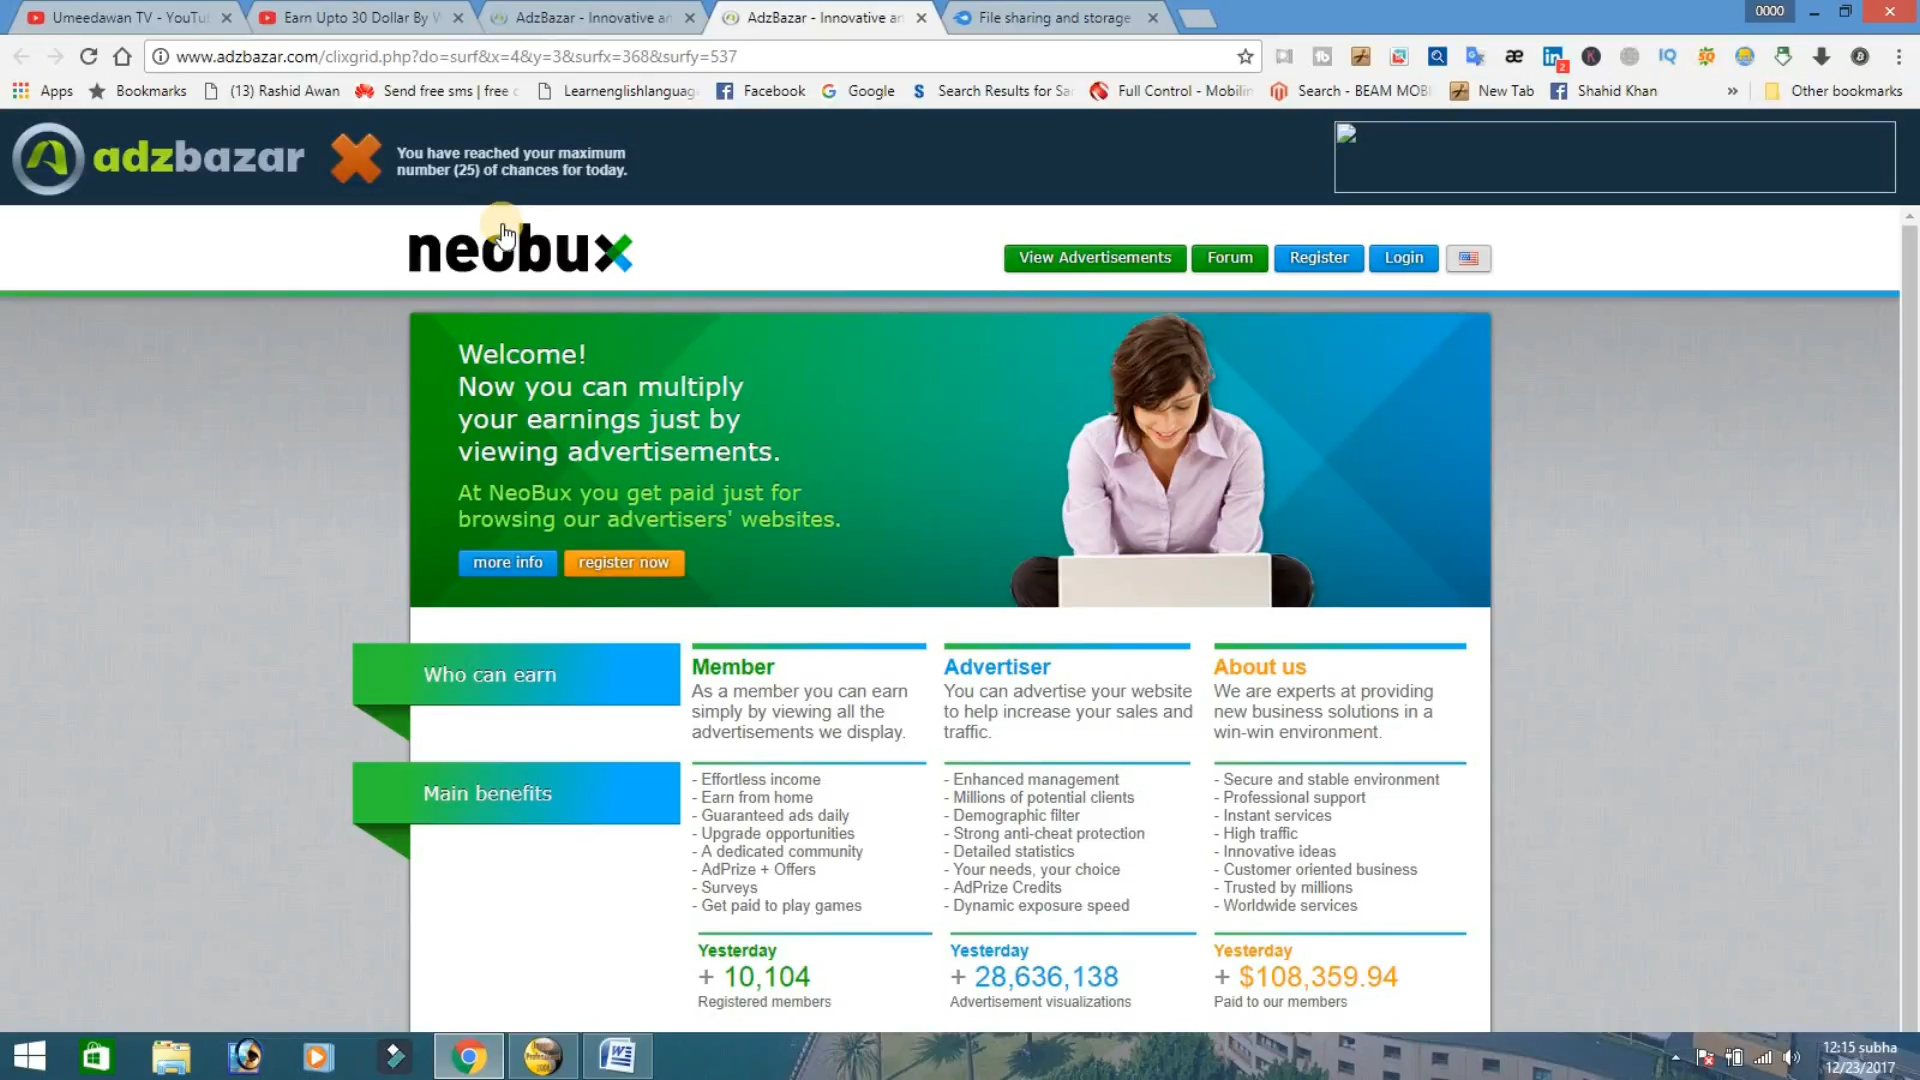 Umeedawan TV - YouTu
Earn Upto 30 Dollar By W
AdzBazar - Innovative an
AdzBazar - Innovative an
File sharing and storage
0000
www.adzbazar.com/clixgrid.php?do=surf&x=4&y=3&surfx=368&surfy=537
Apps
Bookmarks
(13) Rashid Awan
Send free sms | free c
Learnenglishlanguag
Facebook
Google
Search Results for Sa
Full Control - Mobilin
Search - BEAM MOBI
New Tab
Shahid Khan
»
Other bookmarks
adzbazar
You have reached your maximum
number (25) of chances for today.
neobux
View Advertisements
Forum
Register
Login
Welcome!
Now you can multiply
your earnings just by
viewing advertisements.
At NeoBux you get paid just for
browsing our advertisers' websites.
more info
register now
Who can earn
Member
As a member you can earn
simply by viewing all the
advertisements we display.
Advertiser
You can advertise your website
to help increase your sales and
traffic.
About us
We are experts at providing
new business solutions in a
win-win environment.
Main benefits
- Effortless income
- Earn from home
- Guaranteed ads daily
- Upgrade opportunities
- A dedicated community
- AdPrize + Offers
- Surveys
- Get paid to play games
- Enhanced management
- Millions of potential clients
- Demographic filter
- Strong anti-cheat protection
- Detailed statistics
- Your needs, your choice
- AdPrize Credits
- Dynamic exposure speed
- Secure and stable environment
- Professional support
- Instant services
- High traffic
- Innovative ideas
- Customer oriented business
- Trusted by millions
- Worldwide services
Yesterday
+ 10,104
Registered members
Yesterday
+ 28,636,138
Advertisement visualizations
Yesterday
+ $108,359.94
Paid to our members
12:15 subha
12/23/2017